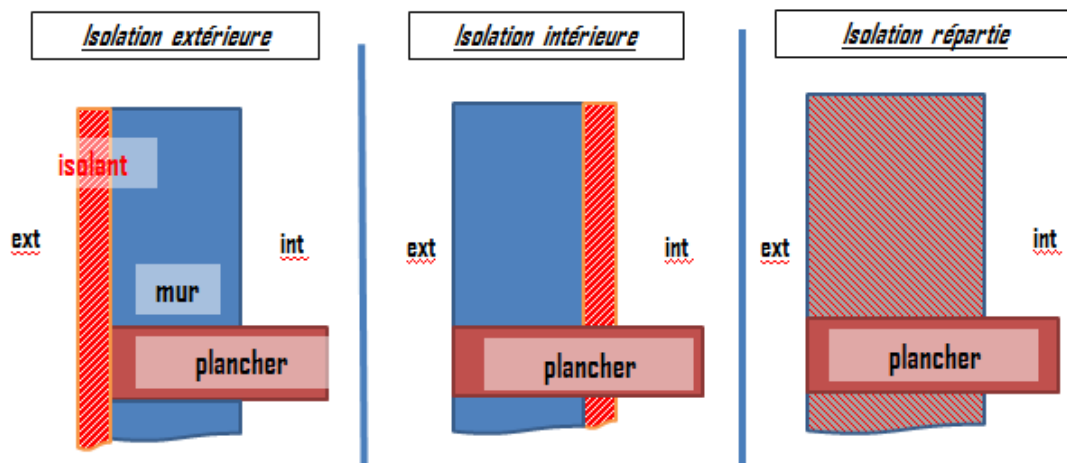 Isolation extérieure
isolant
ext
int
mur
plancher
Isolation intérieure
ext
int
plancher
Isolation répartie
ext
int
plancher